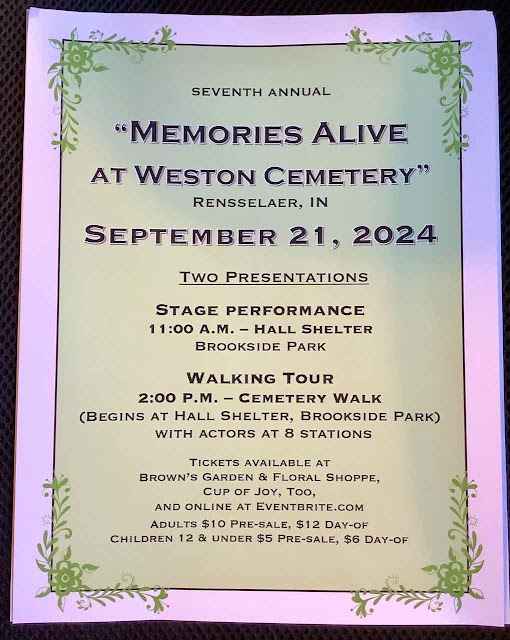 SEVENTH ANNUAL
"MEMORIES ALIVE
AT WESTON CEMETERY"
RENSSELAER, IN
SEPTEMBER 21, 2024
TWO PRESENTATIONS
STAGE PERFORMANCE
11:00 A.M. – HALL SHELTER
BROOKSIDE PARK
WALKING TOUR
2:00 P.M. – CEMETERY WALK
(BEGINS AT HALL SHELTER, BROOKSIDE PARK)
WITH ACTORS AT 8 STATIONS
TICKETS AVAILABLE AT
BROWN'S GARDEN & FLORAL SHOPPE,
CUP OF JOY, TOO,
AND ONLINE AT EVENTBRITE.COM
ADULTS $10 PRE-SALE, $12 DAY-OF
CHILDREN 12 & UNDER $5 PRE-SALE, $6 DAY-OF